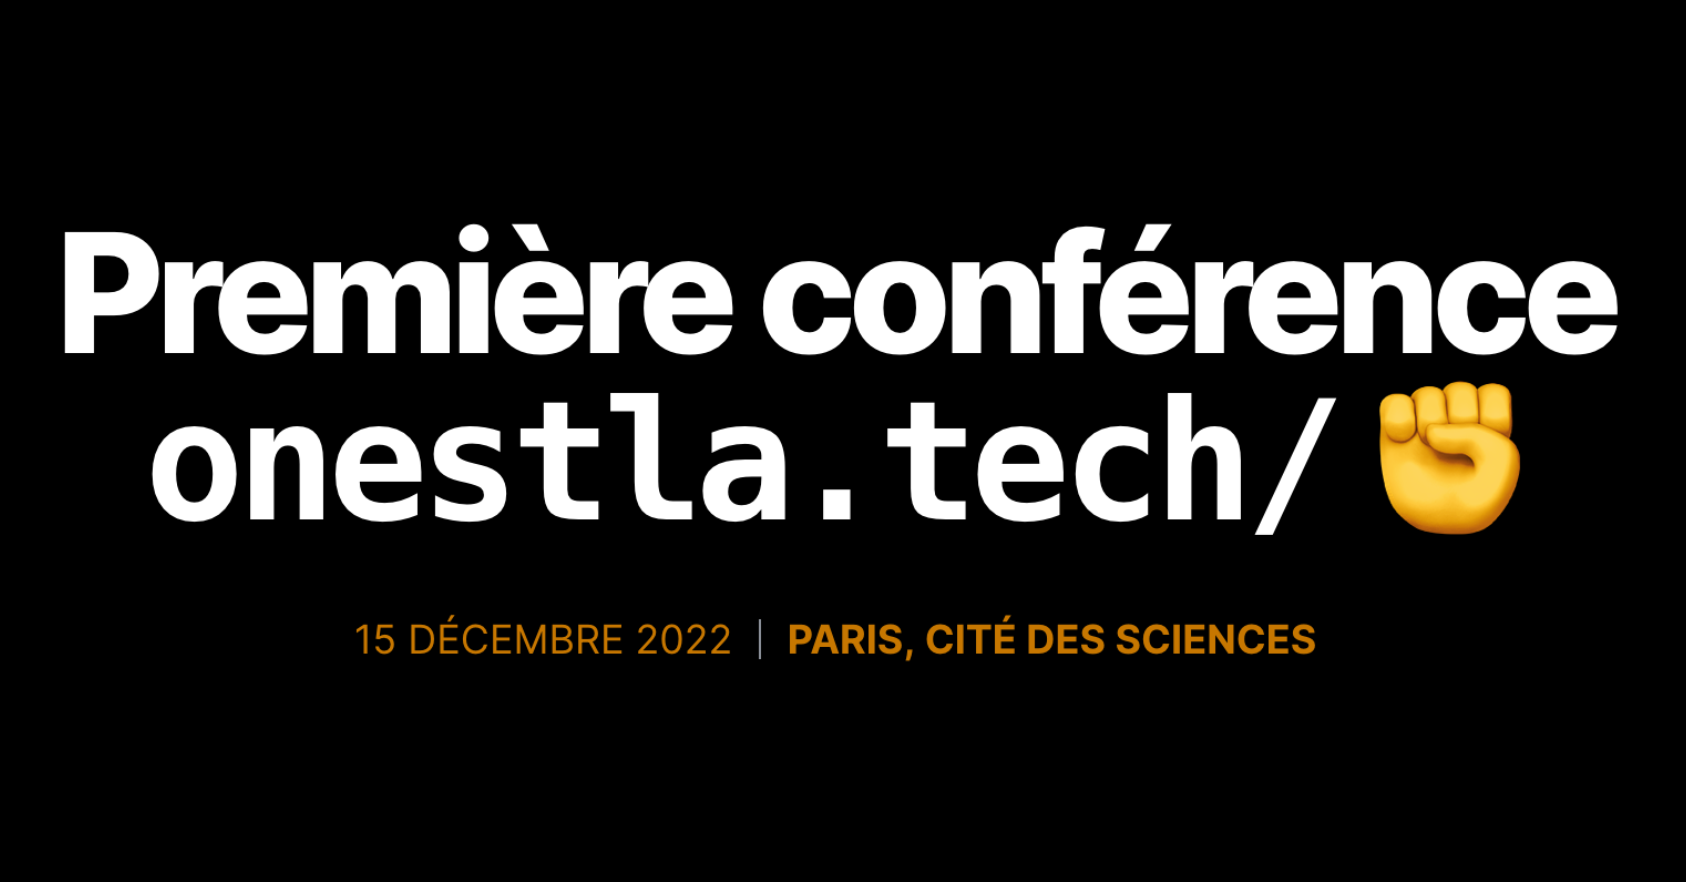 Première conférence
onestla.tech/✊
15 DÉCEMBRE 2022 | PARIS, CITÉ DES SCIENCES